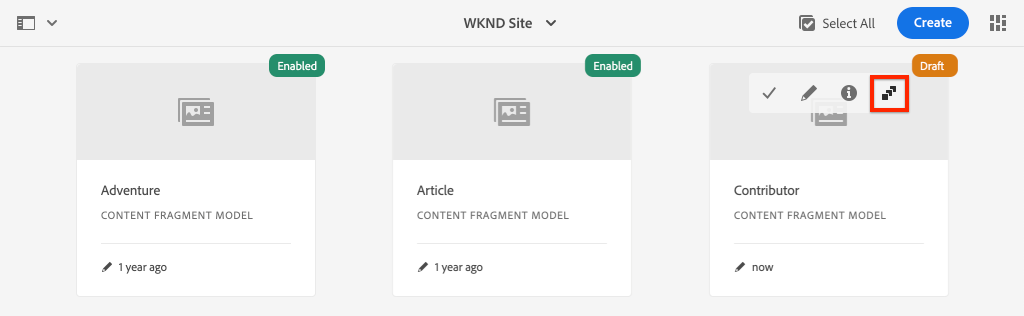 WKND Site
Select All
Create
Enabled
Enabled
Draft
Adventure
CONTENT FRAGMENT MODEL
1 year ago
Article
CONTENT FRAGMENT MODEL
1 year ago
Contributor
CONTENT FRAGMENT MODEL
now